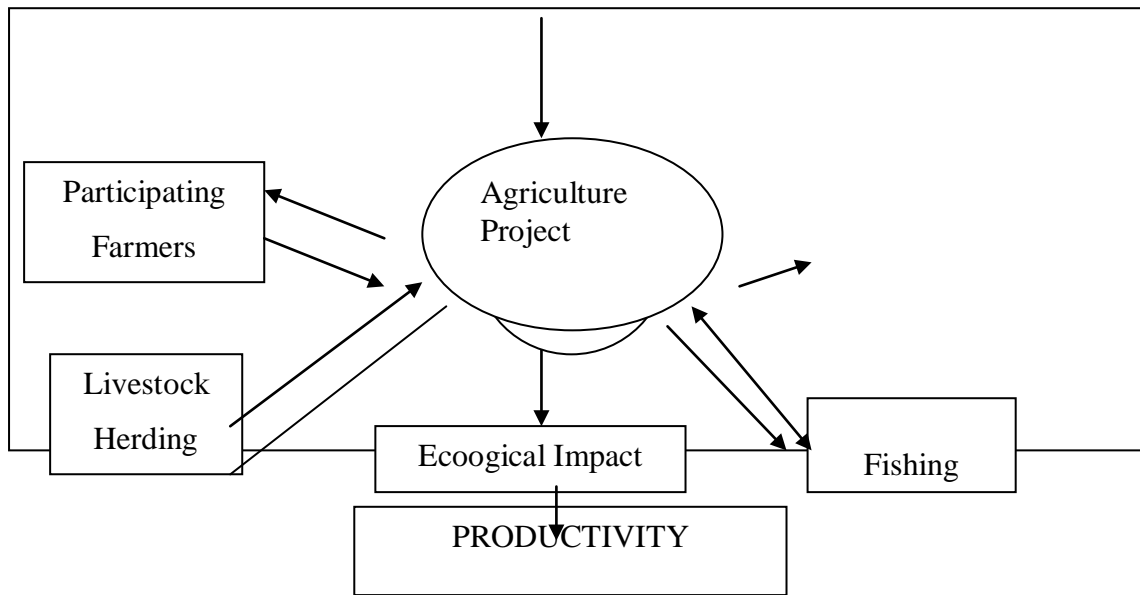 Agriculture
Project
Participating
Farmers
Livestock
Herding
Ecoogical Impact
Fishing
PRODUCTIVITY